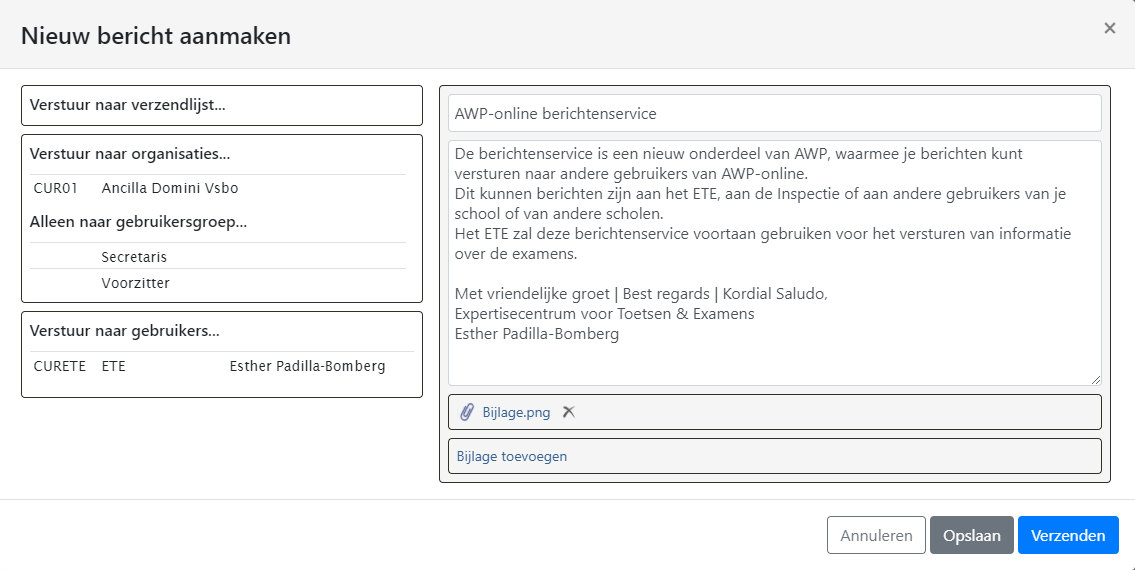 Nieuw bericht aanmaken
×
Verstuur naar verzendlijst...
Verstuur naar organisaties...
CUR01 Ancilla Domini Vsbo
Alleen naar gebruikersgroep...
Secretaris
Voorzitter
Verstuur naar gebruikers...
CURETE ETE Esther Padilla-Bomberg
AWP-online berichtenservice
De berichtenservice is een nieuw onderdeel van AWP, waarmee je berichten kunt
versturen naar andere gebruikers van AWP-online.
Dit kunnen berichten zijn aan het ETE, aan de Inspectie of aan andere gebruikers van je
school of van andere scholen.
Het ETE zal deze berichtenservice voortaan gebruiken voor het versturen van informatie
over de examens.
Met vriendelijke groet | Best regards | Kordial Saludo,
Expertisecentrum voor Toetsen & Examens
Esther Padilla-Bomberg
Bijlage.png
Bijlage toevoegen
Annuleren
Opslaan
Verzenden